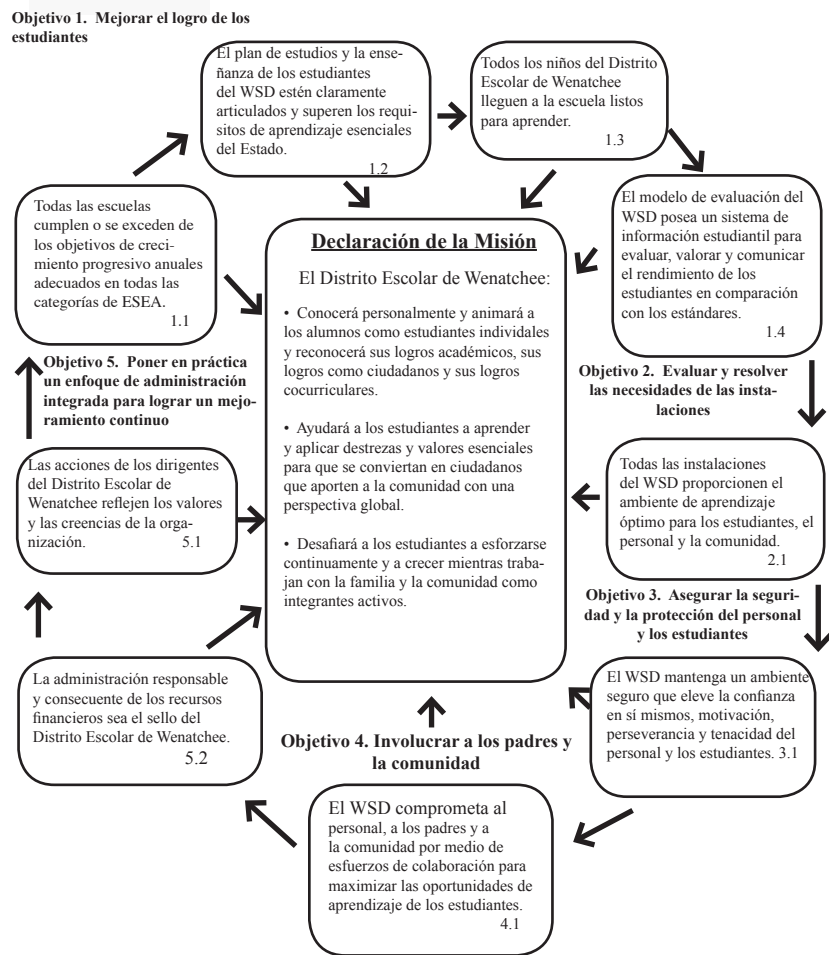 Objetivo 1.  Mejorar el logro de los
estudiantes
El plan de estudios y la ense-
ñanza de los estudiantes
del WSD estén claramente
articulados y superen los requi-
sitos de aprendizaje esenciales
del Estado.
1.2
Todos los niños del Distrito
Escolar de Wenatchee
lleguen a la escuela listos
para aprender.
1.3
El modelo de evaluación del
WSD posea un sistema de
información estudiantil para
evaluar, valorar y comunicar
el rendimiento de los
estudiantes en comparación
con los estándares.
1.4
Todas las escuelas
cumplen o se exceden de
los objetivos de creci-
miento progresivo anuales
adecuados en todas las
categorías de ESEA.
1.1
Declaración de la Misión
El Distrito Escolar de Wenatchee:
• Conocerá personalmente y animará a
los alumnos como estudiantes individales
y reconocerá sus logros académicos, sus
logros como ciudadanos y sus logros
cocurriculares.
• Ayudará a los estudiantes a aprender
y aplicar destrezas y valores esenciales
para que se conviertan en ciudadanos
que aporten a la comunidad con una
perspectiva global.
• Desafiará a los estudiantes a esforzarse
continuamente y a crecer mientras traba-
jan con la familia y la comunidad como
integrantes activos.
Objetivo 2.  Evaluar y resolver
las necesidades de las insta-
laciones
Todas las instalaciones
del WSD proporcionen el
ambiente de aprendizaje
óptimo para los estudiantes, el
personal y la comunidad.
2.1
Objetivo 3.  Asegurar la seguri-
dad y la protección del personal
y los estudiantes
El WSD mantenga un ambiente
seguro que eleve la confianza
en sí mismos, motivación,
perseverancia y tenacidad del
personal y los estudiantes. 3.1
Objetivo 4. Involucrar a los padres y
la comunidad
El WSD comprometa al
personal, a los padres y a
la comunidad por medio de
esfuerzos de colaboración para
maximizar las oportunidades de
aprendizaje de los estudiantes.
4.1
Objetivo 5.  Poner en práctica
un enfoque de administración
integrada para lograr un mejo-
ramiento continuo
Las acciones de los dirigentes
del Distrito Escolar de
Wenatchee reflejen los valores
y las creencias de la orga-
nización. 5.1
La administración responsable
y consecuente de los recursos
financieros sea el sello del
Distrito Escolar de Wenatchee.
5.2